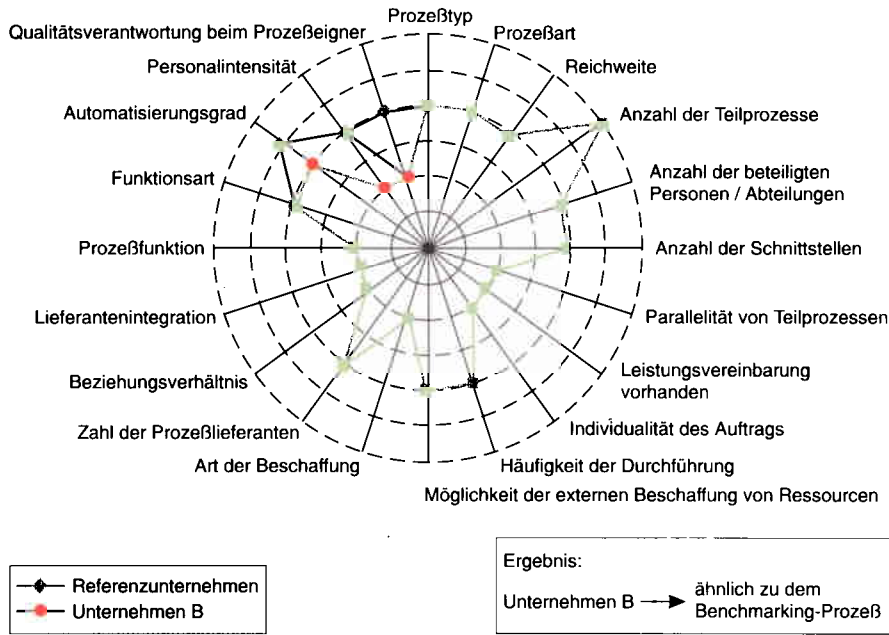 Prozeßtyp
Qualitätsverantwortung beim Prozeßeigner
Prozeßart
Personalintensität
Reichweite
Automatisierungsgrad
Anzahl der Teilprozesse
Funktionsart
Anzahl der beteiligten
Personen / Abteilungen
Prozeßfunktion
Anzahl der Schnittstellen
Lieferantenintegration
Parallelität von Teilprozessen
Beziehungsverhältnis
Leistungsvereinbarung
vorhanden
Zahl der Prozeßlieferanten
Individualität des Auftrags
Art der Beschaffung
Häufigkeit der Durchführung
Möglichkeit der externen Beschaffung von Ressourcen
Referenzunternehmen
Unternehmen B
Ergebnis:
Unternehmen B → ähnlich zu dem
Benchmarking-Prozeß